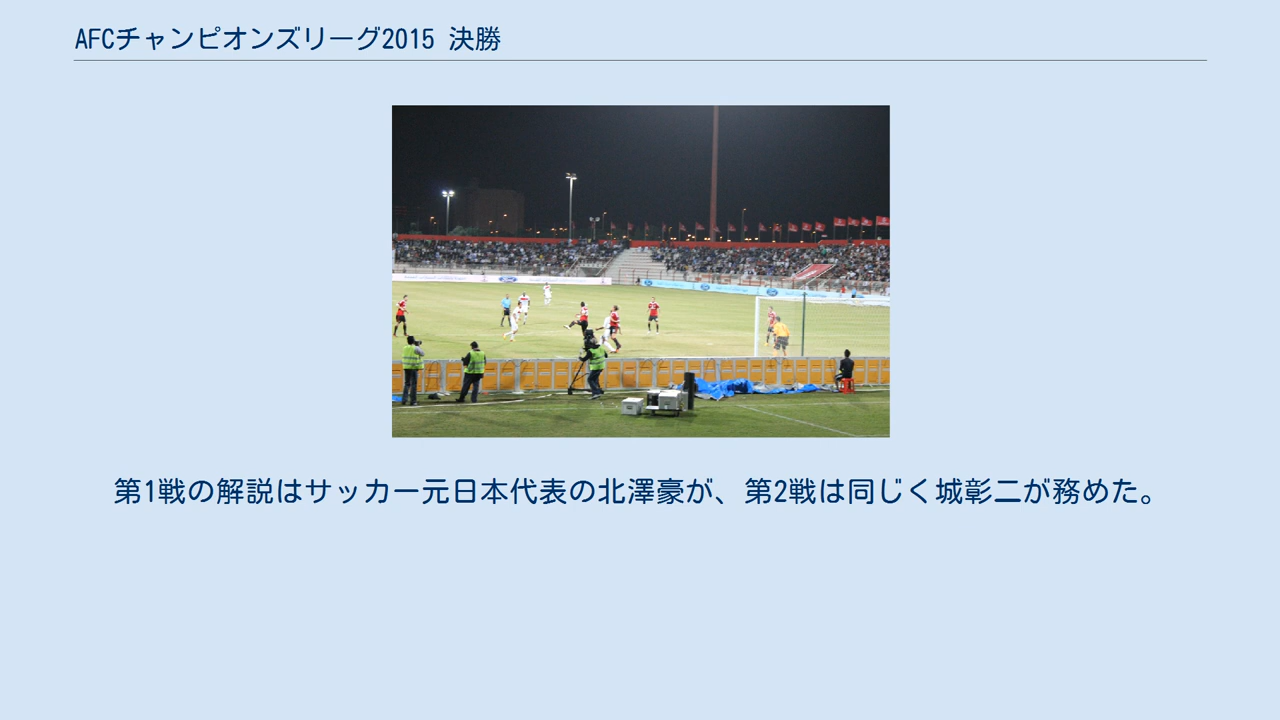 AFCチャンピオンズリーグ2015 決勝
第1戦の解説はサッカー元日本代表の北澤豪が、第2戦は同じく城彰二が務めた。